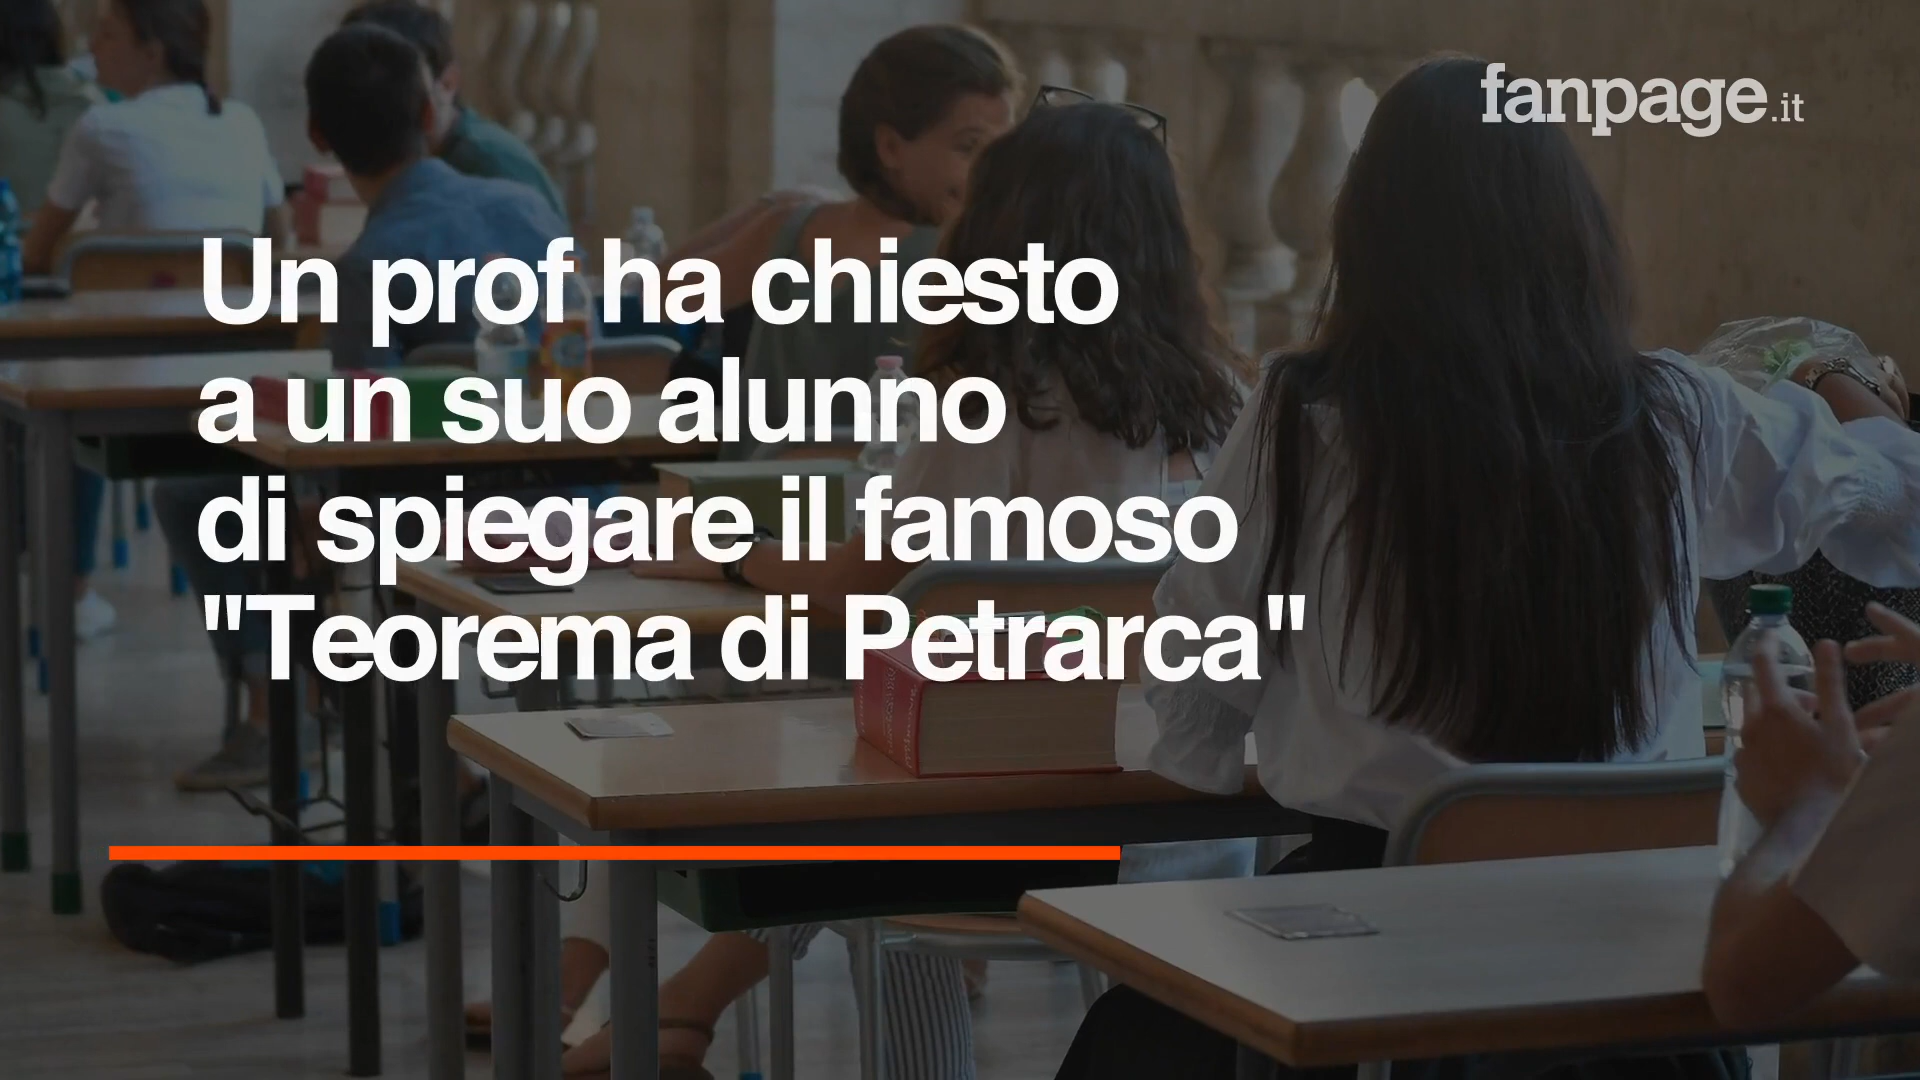 fanpage.it
Un prof ha chiesto
a un suo alunno
di spiegare il famoso
"Teorema di Petrarca"